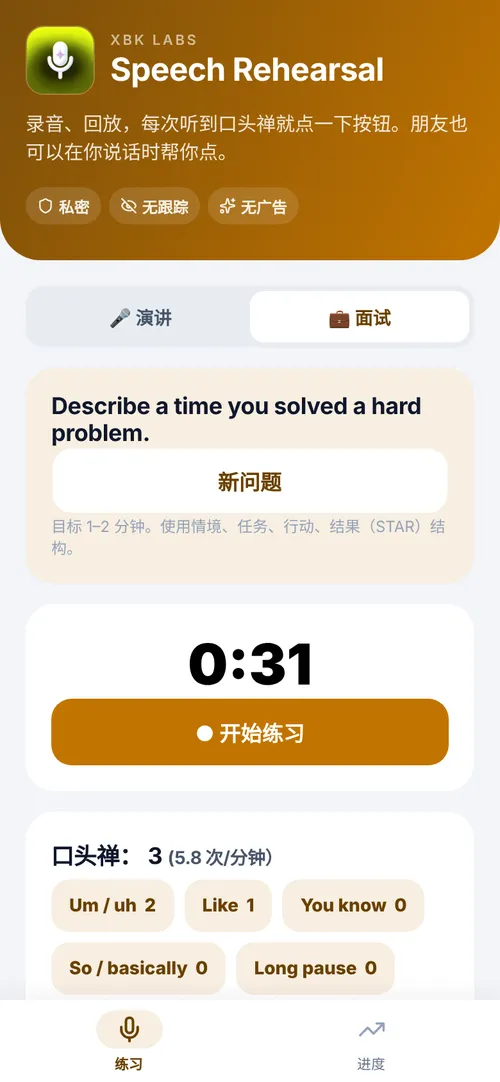 XBK LABS
Speech Rehearsal
录音、回放，每次听到口头禅就点一下按钮。朋友也
可以在你说话时帮你点。
私密
无跟踪
无广告
演讲
面试
Describe a time you solved a hard
problem.
新问题
目标 1–2 分钟。使用情境、任务、行动、结果（STAR）结
构。
0:31
开始练习
口头禅： 3 (5.8 次/分钟）
Um / uh 2
Like 1
You know 0
So / basically 0
Long pause 0
练习
进度